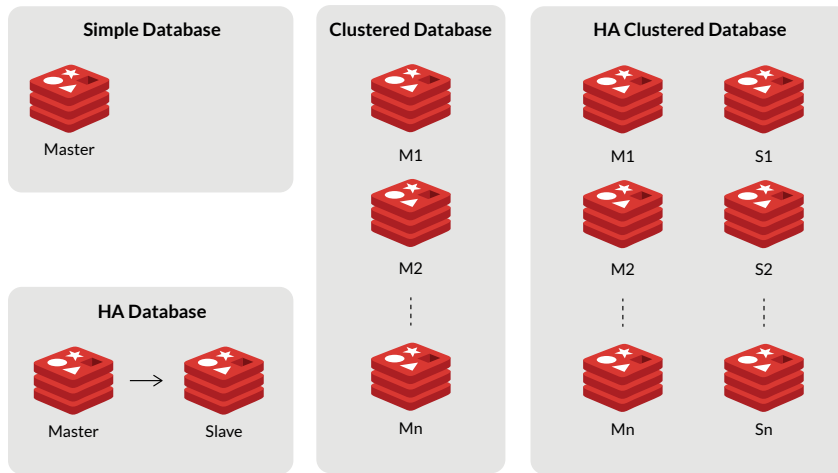 Simple Database
Master
HA Database
Master
Slave
Clustered Database
M1
M2
Mn
HA Clustered Database
M1 S1
M2 S2
Mn Sn